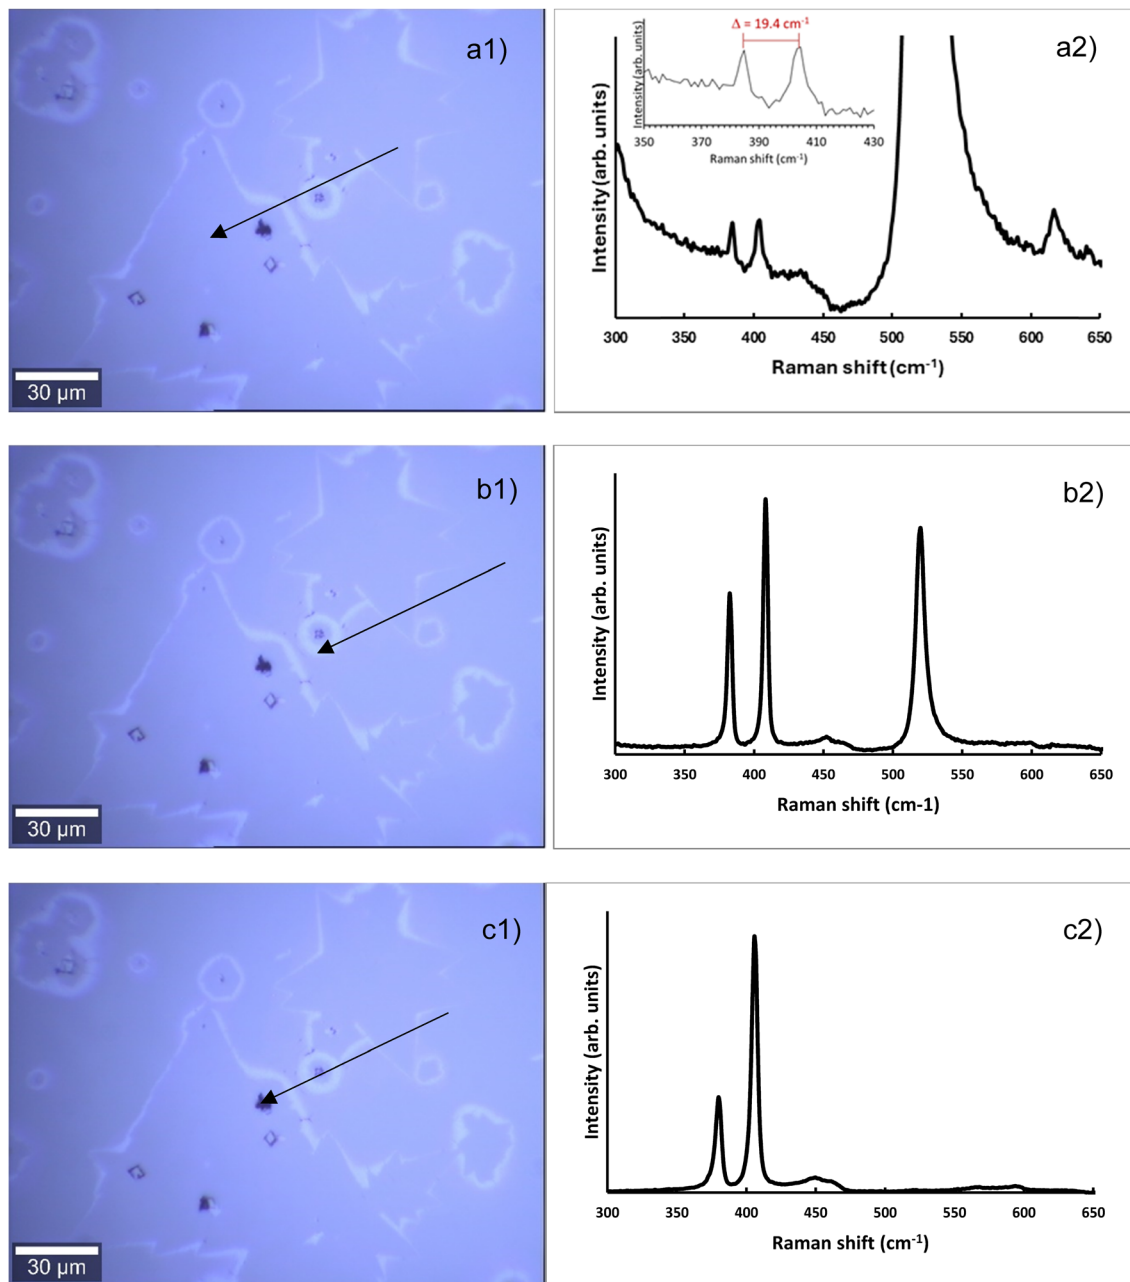 a1)
30 µm
Intensity (arb. units)
Δ = 19.4 cm-1
350 370 390 410 430
Raman shift (cm-1)
a2)
Intensity (arb. units)
300 350 400 450 500 550 600 650
Raman shift (cm-1)
b1)
30 µm
b2)
Intensity (arb. units)
300 350 400 450 500 550 600 650
Raman shift (cm-1)
c1)
30 µm
c2)
Intensity (arb. units)
300 350 400 450 500 550 600 650
Raman shift (cm-1)